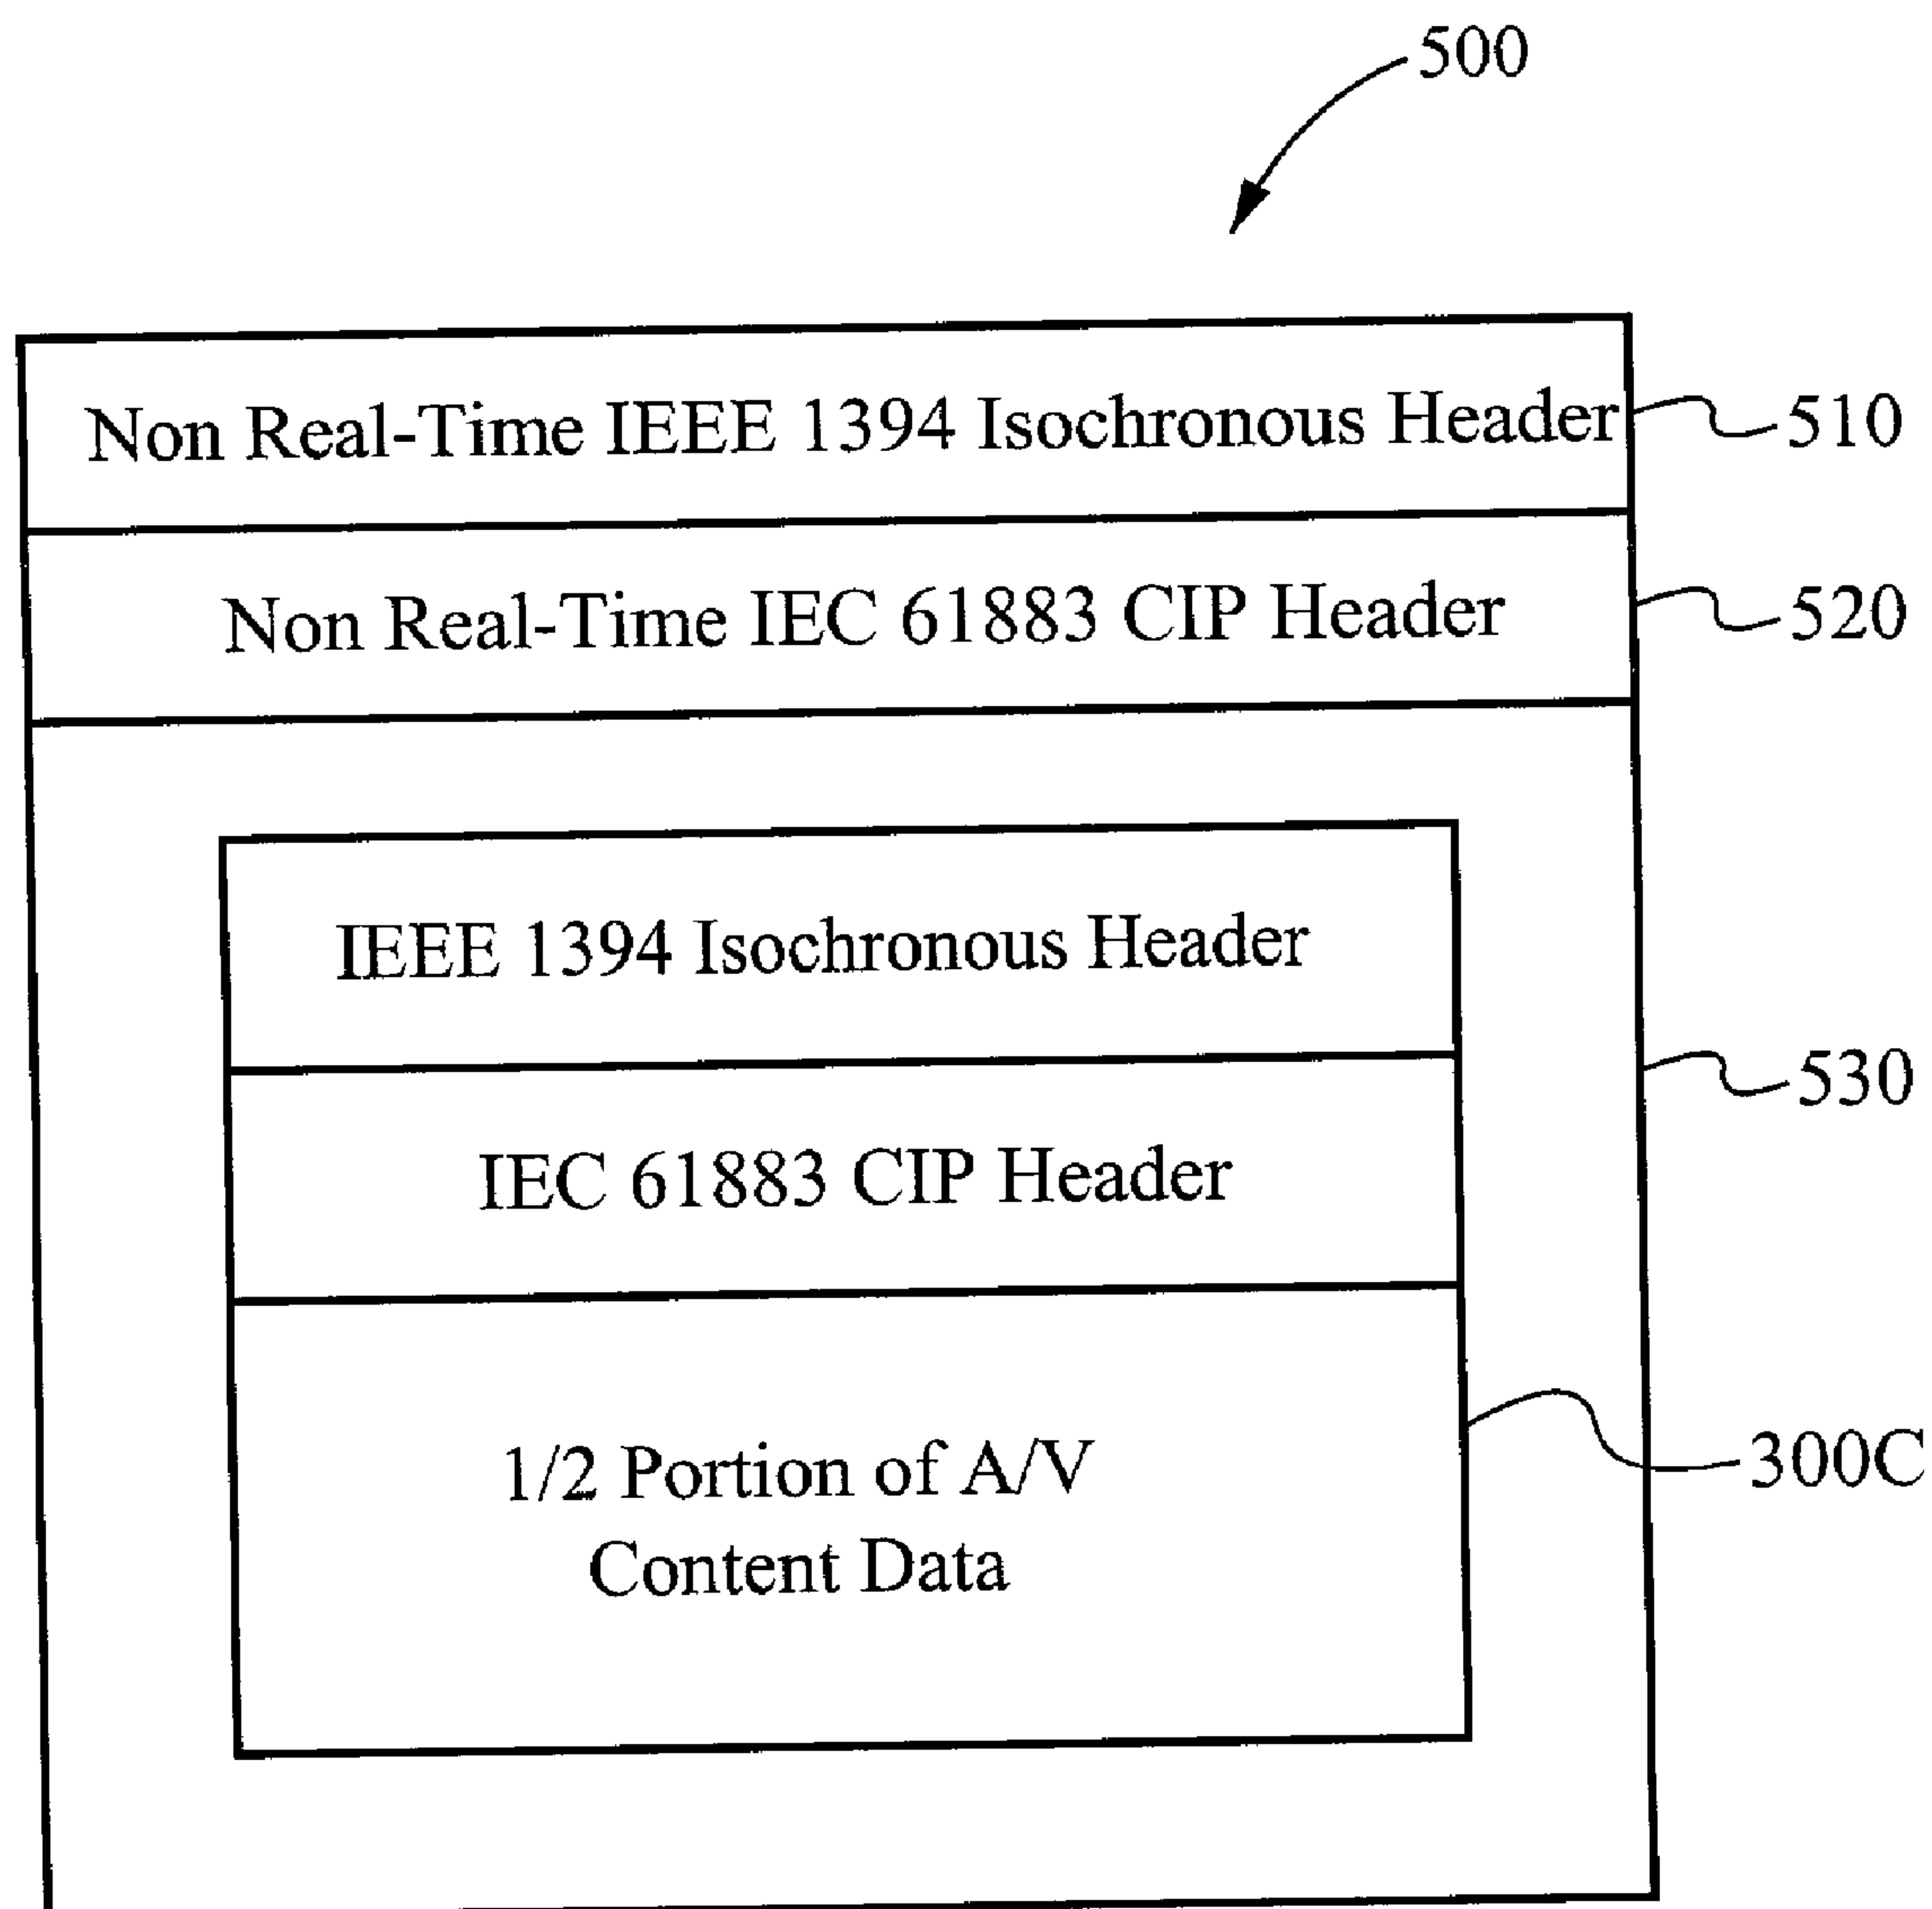 500
Non Real-Time IEEE 1394 Isochronous Header
510
Non Real-Time IEC 61883 CIP Header
520
IEEE 1394 Isochronous Header
530
IEC 61883 CIP Header
300C
1/2 Portion of A/V
Content Data